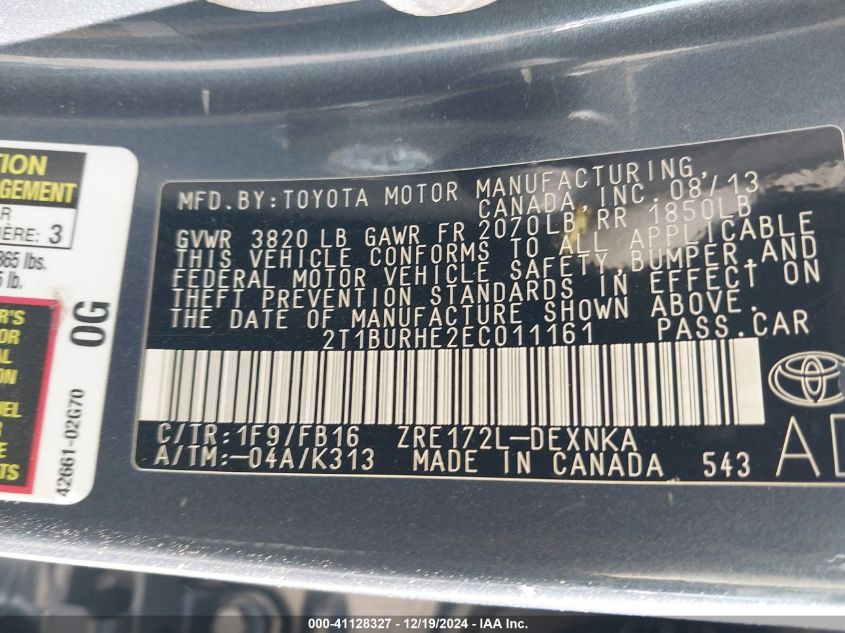 MFD. BY: TOYOTA MOTOR MANUFACTURING,
CANADA, INC. 08/13
GVWR 3820 LB GAWR FR 2070LB RR 1850LB
THIS VEHICLE CONFORMS TO ALL APPLICABLE
FEDERAL MOTOR VEHICLE SAFETY, BUMPER, AND
THEFT PREVENTION STANDARDS IN EFFECT ON
THE DATE OF MANUFACTURE SHOWN ABOVE.
2T1BURHE2EC011161 PASS. CAR
C/TR: 1F9/FB16 ZRE172L-DEXNKA
A/TM: -04A/K313 MADE IN CANADA 543
0G
42661-02G70
000-41128327 - 12/19/2024 - IAA Inc.